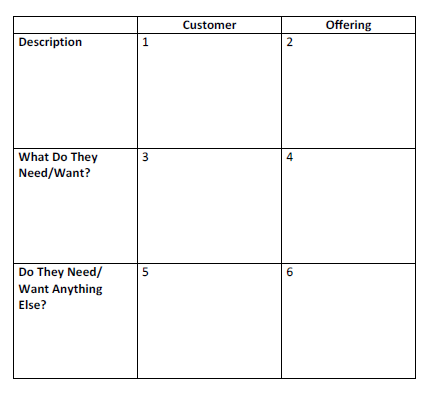 Customer Offering
Description 1 2
What Do They 3 4
Need/Want?
Do They Need/ 5 6
Want Anything
Else?